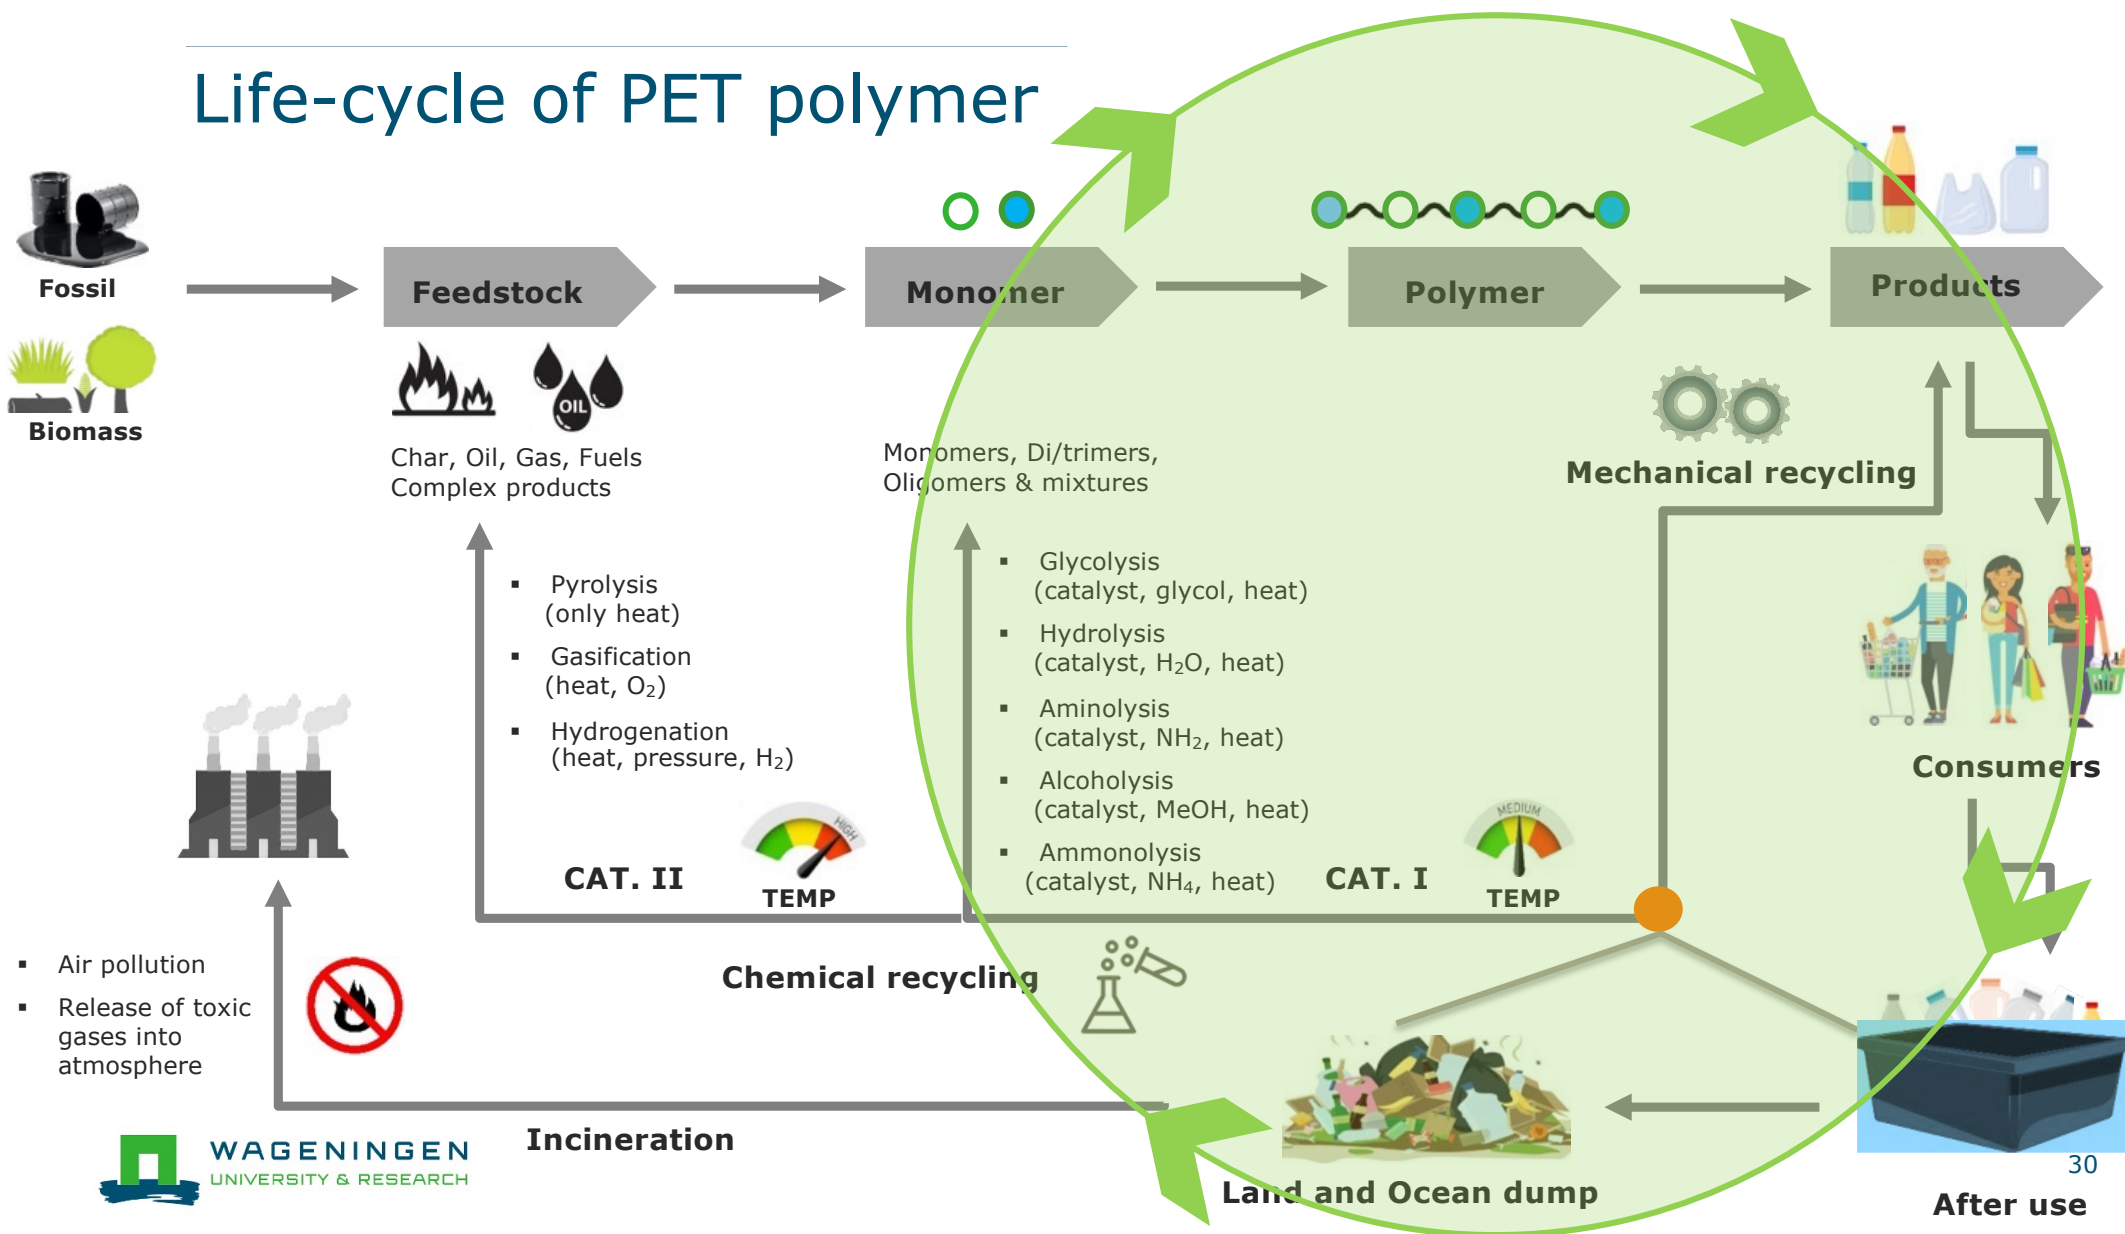 Life-cycle of PET polymer
Fossil
Biomass
Feedstock
Monomer
Polymer
Products
OIL
Char, Oil, Gas, Fuels
Complex products
Monomers, Di/trimers,
Oligomers & mixtures
Mechanical recycling
▪ Pyrolysis
(only heat)
▪ Gasification
(heat, O₂)
▪ Hydrogenation
(heat, pressure, H₂)
▪ Glycolysis
(catalyst, glycol, heat)
▪ Hydrolysis
(catalyst, H₂O, heat)
▪ Aminolysis
(catalyst, NH₂, heat)
▪ Alcoholysis
(catalyst, MeOH, heat)
▪ Ammonolysis
(catalyst, NH₄, heat)
Consumers
CAT. II
HIGH
TEMP
CAT. I
MEDIUM
TEMP
Chemical recycling
▪ Air pollution
▪ Release of toxic
gases into
atmosphere
Incineration
Land and Ocean dump
After use
WAGENINGEN
UNIVERSITY & RESEARCH
30